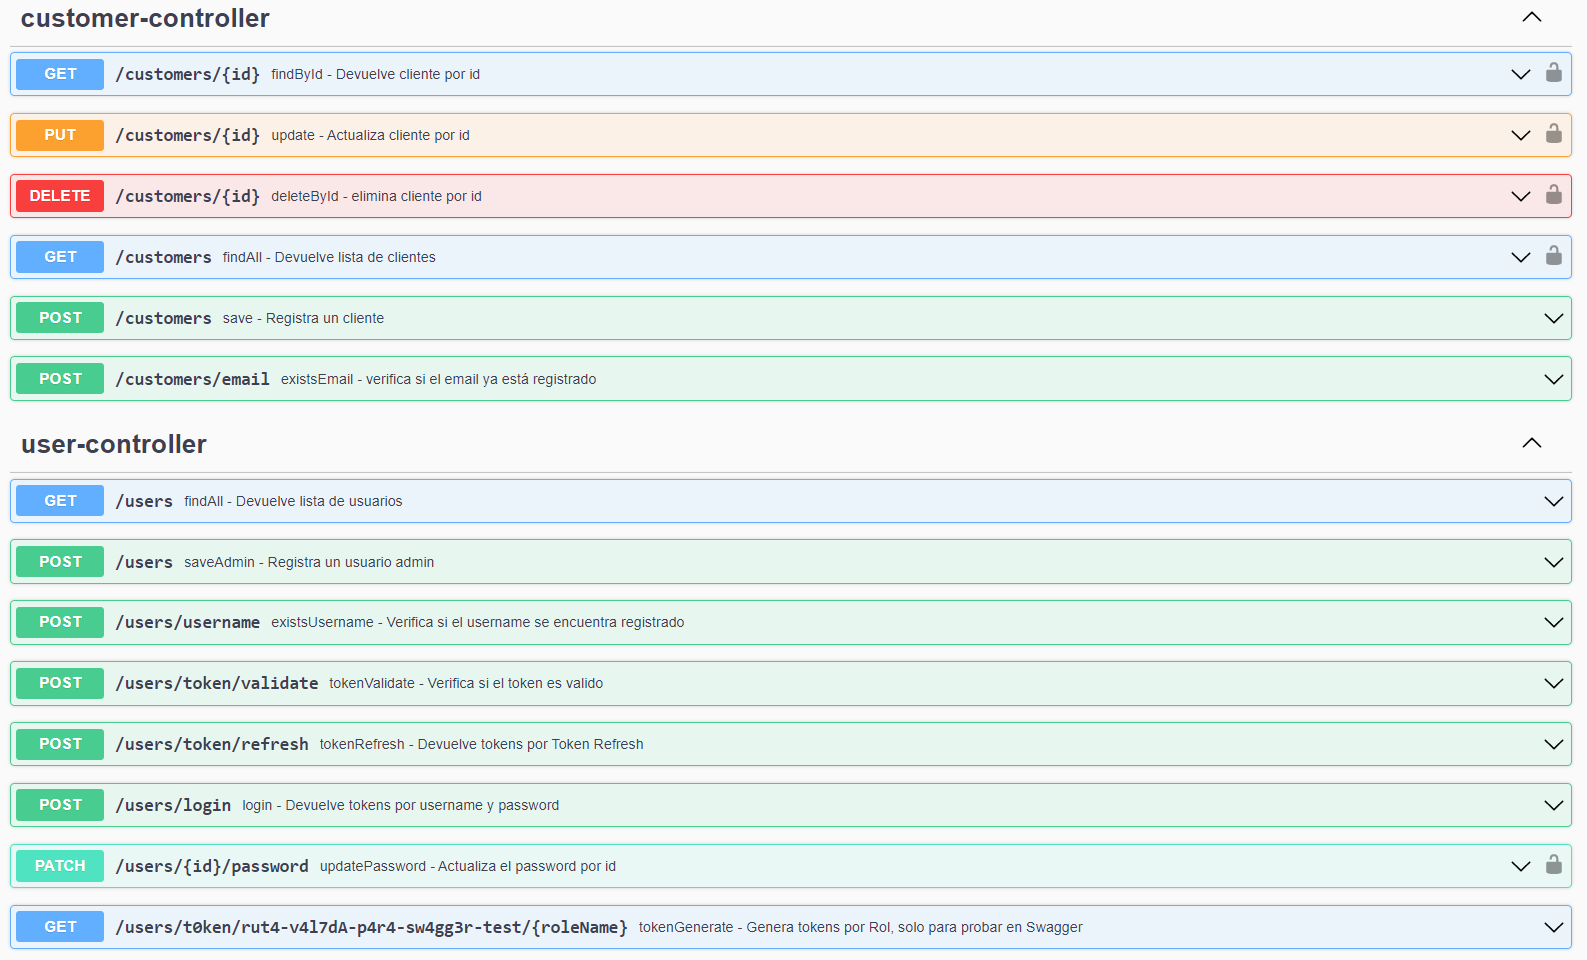 customer-controller
GET /customers/{id} findById - Devuelve cliente por id
PUT /customers/{id} update - Actualiza cliente por id
DELETE /customers/{id} deleteById - elimina cliente por id
GET /customers findAll - Devuelve lista de clientes
POST /customers save - Registra un cliente
POST /customers/email existsEmail - verifica si el email ya está registrado
user-controller
GET /users findAll - Devuelve lista de usuarios
POST /users saveAdmin - Registra un usuario admin
POST /users/username existsUsername - Verifica si el username se encuentra registrado
POST /users/token/validate tokenValidate - Verifica si el token es valido
POST /users/token/refresh tokenRefresh - Devuelve tokens por Token Refresh
POST /users/login login - Devuelve tokens por username y password
PATCH /users/{id}/password updatePassword - Actualiza el password por id
GET /users/t0ken/rut4-v4l7dA-p4r4-sw4gg3r-test/{roleName} tokenGenerate - Genera tokens por Rol, solo para probar en Swagger